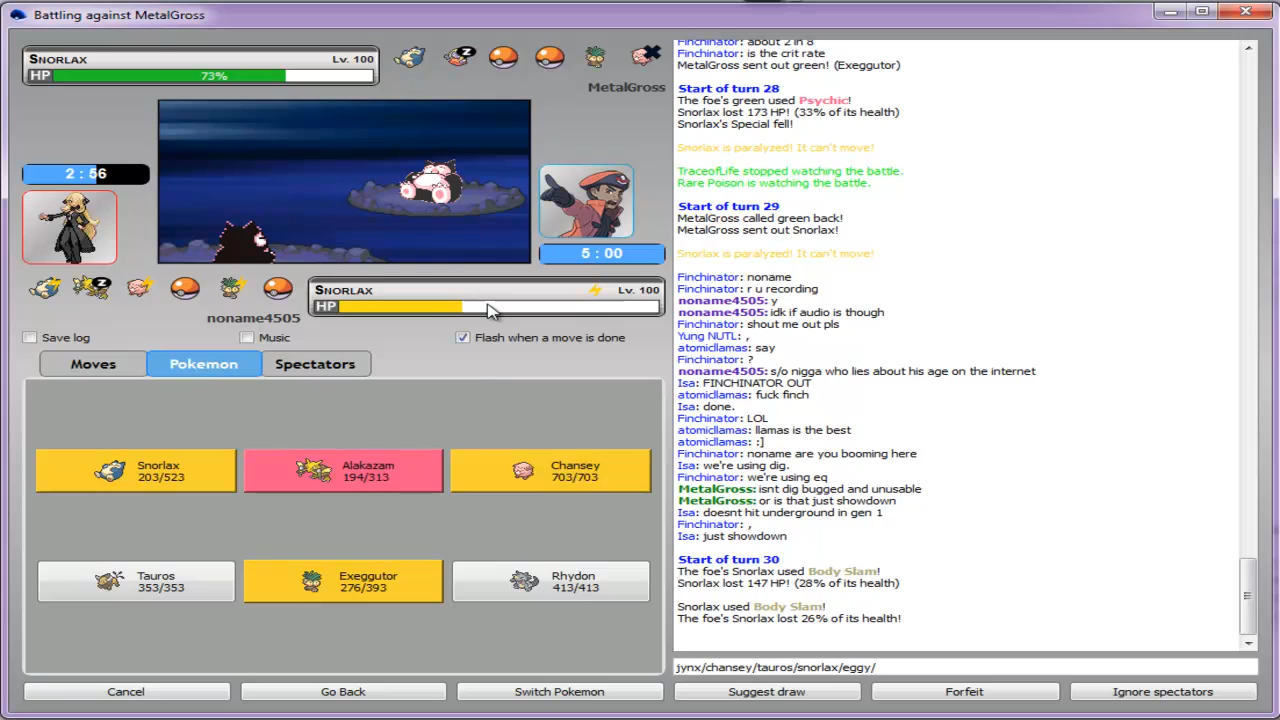 Battling against MetalGross
SNORLAX Lv. 100
HP 73%
MetalGross
2 : 56
5 : 00
SNORLAX Lv. 100
HP
noname4505
Save log
Music
Flash when a move is done
Moves
Pokemon
Spectators
Snorlax
203/523
Alakazam
194/313
Chansey
703/703
Tauros
353/353
Exeggutor
276/393
Rhydon
413/413
Cancel
Go Back
Switch Pokemon
Finchinator: about 2 in 8
Finchinator: is the crit rate
MetalGross sent out green! (Exeggutor)
Start of turn 28
The foe's green used Psychic!
Snorlax lost 173 HP! (33% of its health)
Snorlax's Special fell!
Snorlax is paralyzed! It can't move!
TraceofLife stopped watching the battle.
Rare Poison is watching the battle.
Start of turn 29
MetalGross called green back!
MetalGross sent out Snorlax!
Snorlax is paralyzed! It can't move!
Finchinator: noname
Finchinator: r u recording
noname4505: y
noname4505: idk if audio is though
Finchinator: shout me out pls
Yung NUTL: ,
atomicllamas: say
Finchinator: ?
noname4505: s/o nigga who lies about his age on the internet
Isa: FINCHINATOR OUT
atomicllamas: fuck finch
Isa: done.
Finchinator: LOL
atomicllamas: llamas is the best
atomicllamas: :]
Finchinator: noname are you booming here
Isa: we're using dig.
Finchinator: we're using eq
MetalGross: isnt dig bugged and unusable
MetalGross: or is that just showdown
Isa: doesnt hit underground in gen 1
Finchinator: ,
Isa: just showdown
Start of turn 30
The foe's Snorlax used Body Slam!
Snorlax lost 147 HP! (28% of its health)
Snorlax used Body Slam!
The foe's Snorlax lost 26% of its health!
jynx/chansey/tauros/snorlax/eggy/
Suggest draw
Forfeit
Ignore spectators